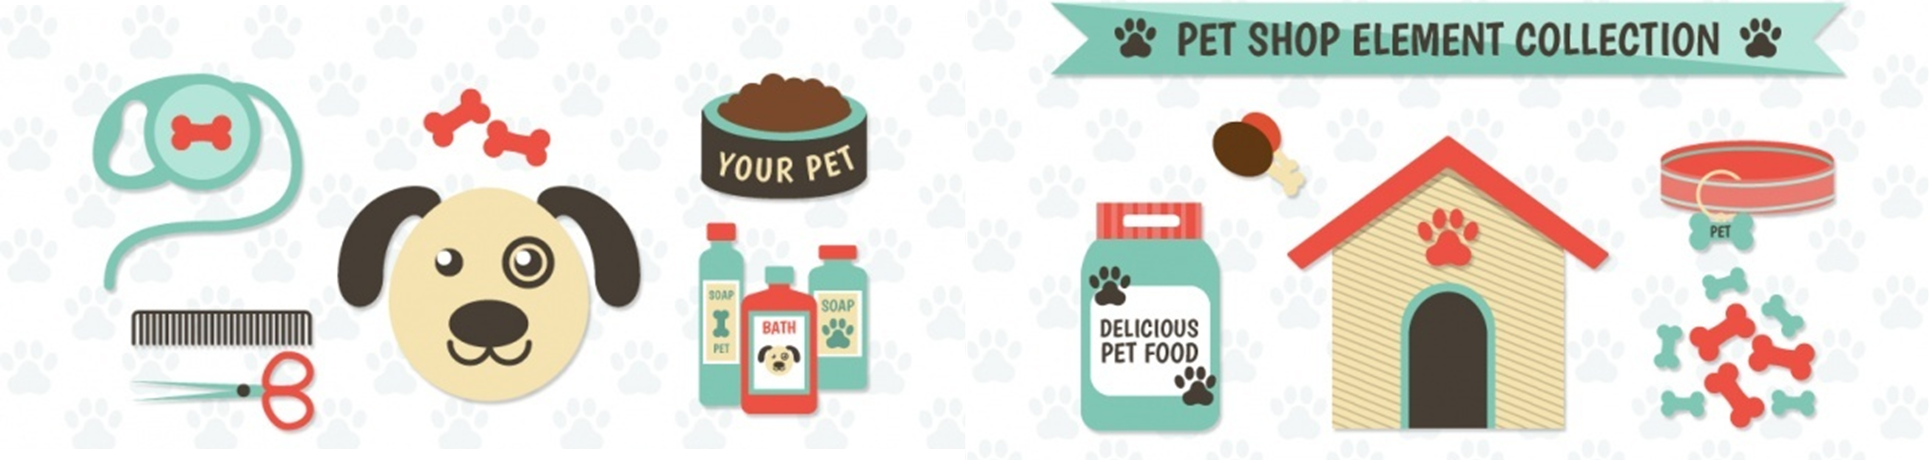 PET SHOP ELEMENT COLLECTION
YOUR PET
SOAP
PET
BATH
SOAP
DELICIOUS
PET FOOD
PET